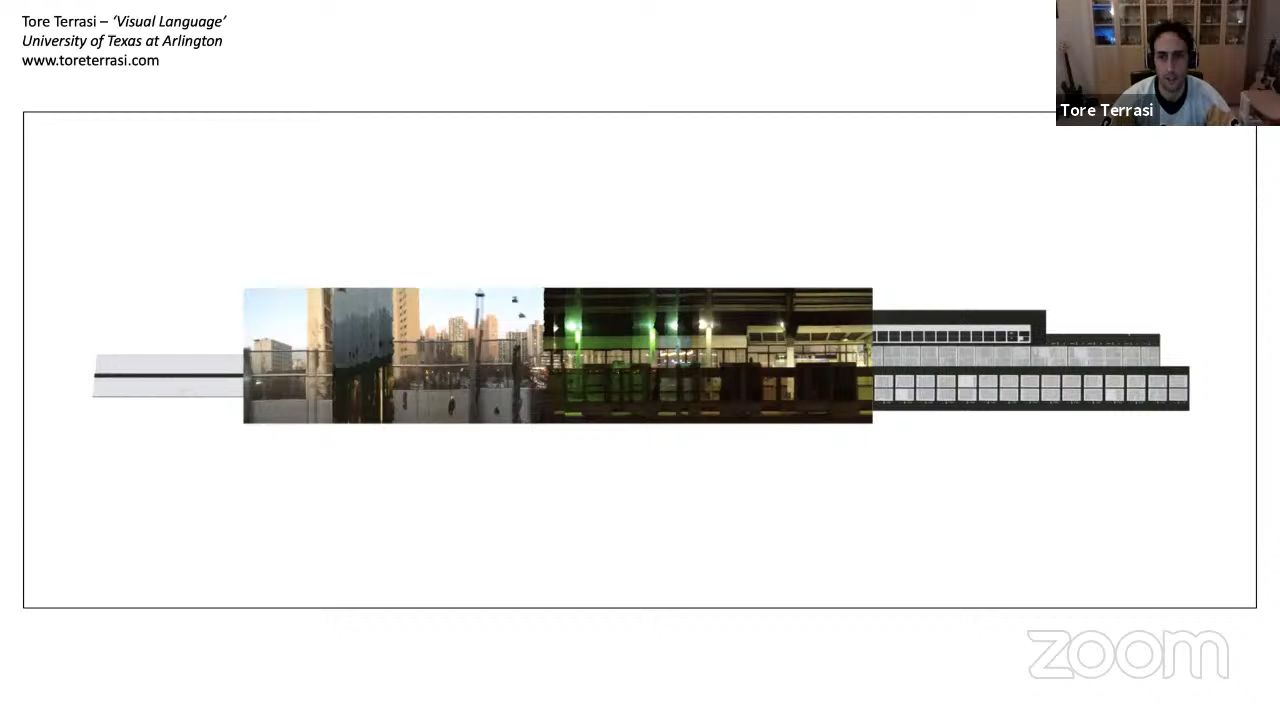 Tore Terrasi – ‘Visual Language’
University of Texas at Arlington
www.toreterrasi.com
Tore Terrasi
zoom